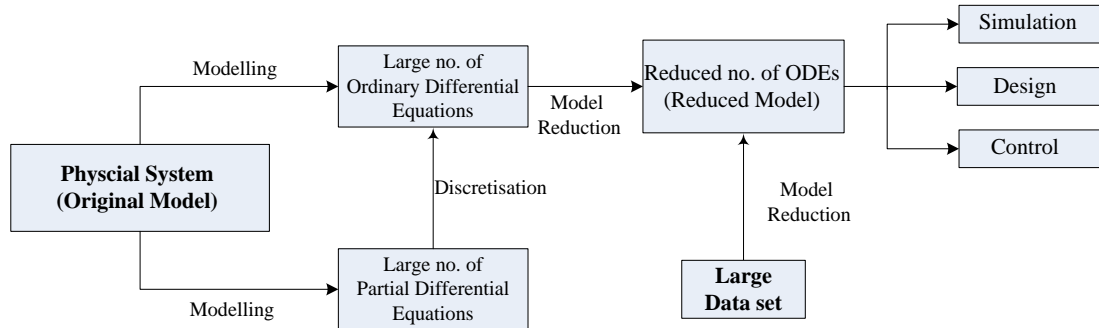 Modelling
Large no. of
Ordinary Differential
Equations
Model
Reduction
Reduced no. of ODEs
(Reduced Model)
Simulation
Design
Control
Physcial System
(Original Model)
Discretisation
Model
Reduction
Modelling
Large no. of
Partial Differential
Equations
Large
Data set